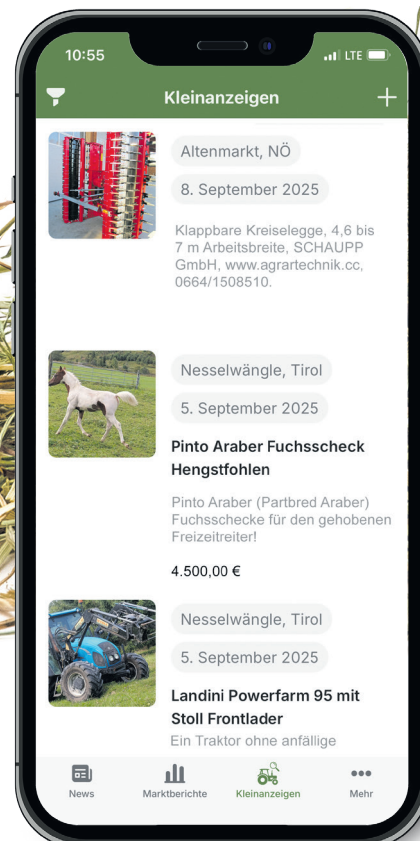 10:55
LTE
Kleinanzeigen
Altenmarkt, NÖ
8. September 2025
Klappbare Kreiselegge, 4,6 bis
7 m Arbeitsbreite, SCHAUPP
GmbH, www.agrartechnik.cc,
0664/1508510.
Nesselwängle, Tirol
5. September 2025
Pinto Araber Fuchsscheck
Hengstfohlen
Pinto Araber (Partbred Araber)
Fuchsschecke für den gehobenen
Freizeitreiter!
4.500,00 €
Nesselwängle, Tirol
5. September 2025
Landini Powerfarm 95 mit
Stoll Frontlader
Ein Traktor ohne anfällige
News
Marktberichte
Kleinanzeigen
Mehr